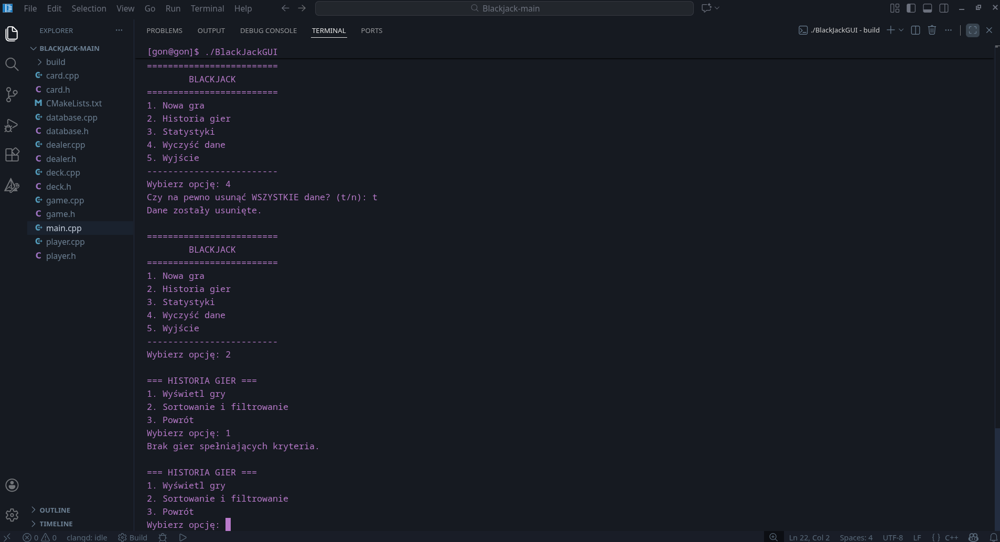 File Edit Selection View Go Run Terminal Help
Blackjack-main
EXPLORER
BLACKJACK-MAIN
build
card.cpp
card.h
CMakeLists.txt
database.cpp
database.h
dealer.cpp
dealer.h
deck.cpp
deck.h
game.cpp
game.h
main.cpp
player.cpp
player.h
OUTLINE
TIMELINE
PROBLEMS OUTPUT DEBUG CONSOLE TERMINAL PORTS
./BlackJackGUI - build
[gon@gon]$ ./BlackJackGUI
=========================
BLACKJACK
=========================
1. Nowa gra
2. Historia gier
3. Statystyki
4. Wyczyść dane
5. Wyjście
-------------------------
Wybierz opcję: 4
Czy na pewno usunąć WSZYSTKIE dane? (t/n): t
Dane zostały usunięte.
=========================
BLACKJACK
=========================
1. Nowa gra
2. Historia gier
3. Statystyki
4. Wyczyść dane
5. Wyjście
-------------------------
Wybierz opcję: 2
=== HISTORIA GIER ===
1. Wyświetl gry
2. Sortowanie i filtrowanie
3. Powrót
Wybierz opcję: 1
Brak gier spełniających kryteria.
=== HISTORIA GIER ===
1. Wyświetl gry
2. Sortowanie i filtrowanie
3. Powrót
Wybierz opcję:
0 0 clangd: idle Build
Ln 22, Col 2 Spaces: 4 UTF-8 LF { } C++